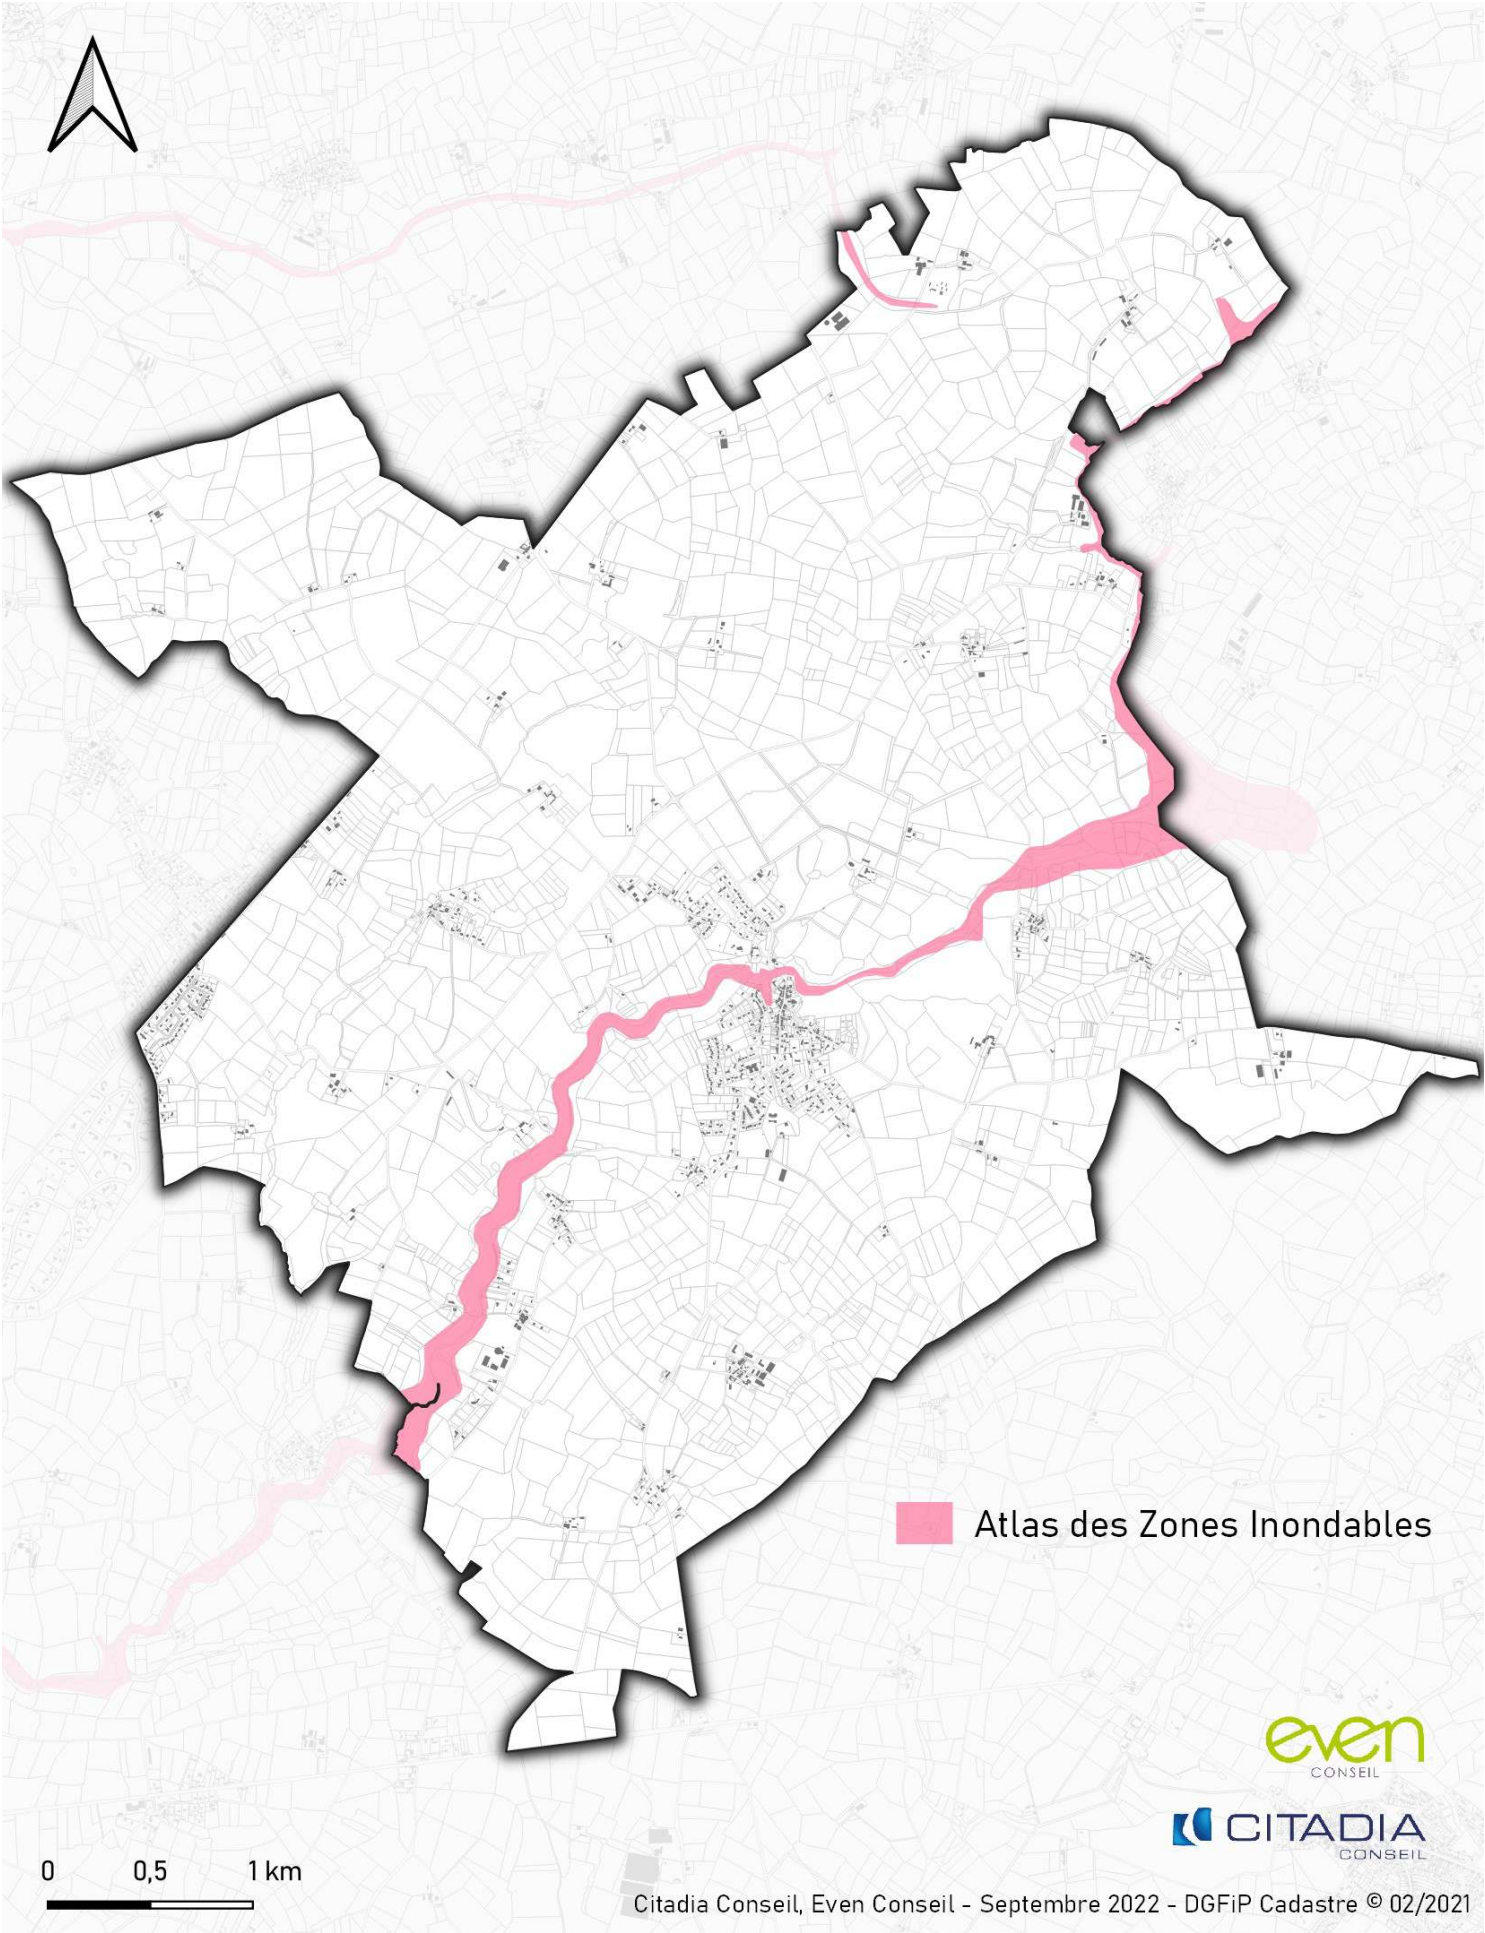 Atlas des Zones Inondables
even
CONSEIL
CITADIA
CONSEIL
0 0,5 1 km
Citadia Conseil, Even Conseil - Septembre 2022 - DGFiP Cadastre © 02/2021